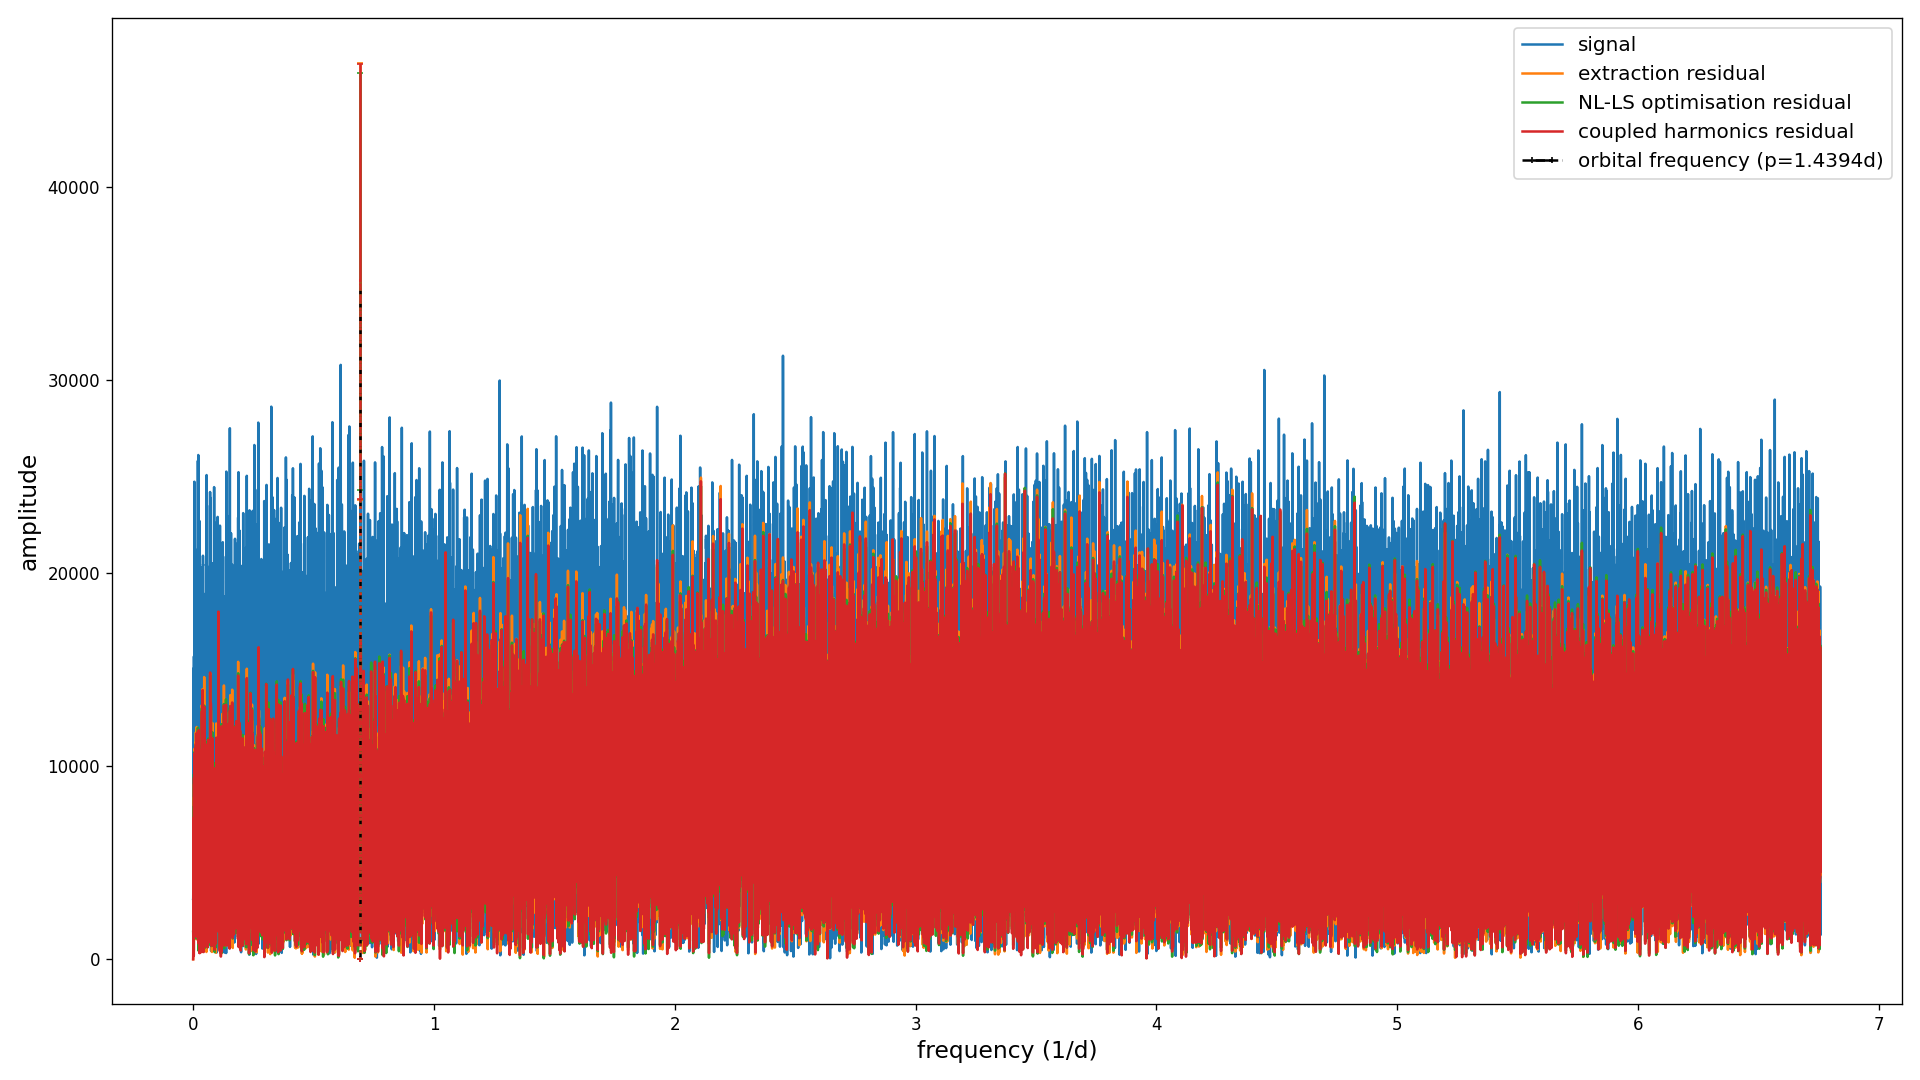 signal
extraction residual
NL-LS optimisation residual
coupled harmonics residual
orbital frequency (p=1.4394d)
amplitude
40000
30000
20000
10000
0
0 1 2 3 4 5 6 7
frequency (1/d)